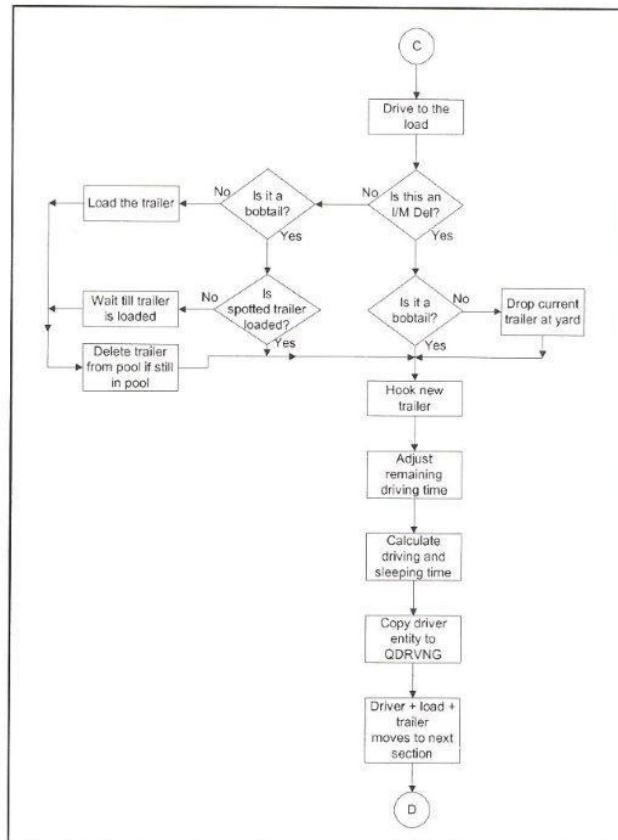 C
Drive to the
load
Is this an
I/M Del?
No
Yes
Is it a
bobtail?
No
Yes
Load the trailer
Is
spotted trailer
loaded?
No
Yes
Wait till trailer
is loaded
Delete trailer
from pool if still
in pool
Is it a
bobtail?
No
Yes
Drop current
trailer at yard
Hook new
trailer
Adjust
remaining
driving time
Calculate
driving and
sleeping time
Copy driver
entity to
QDRVNG
Driver + load +
trailer
moves to next
section
D